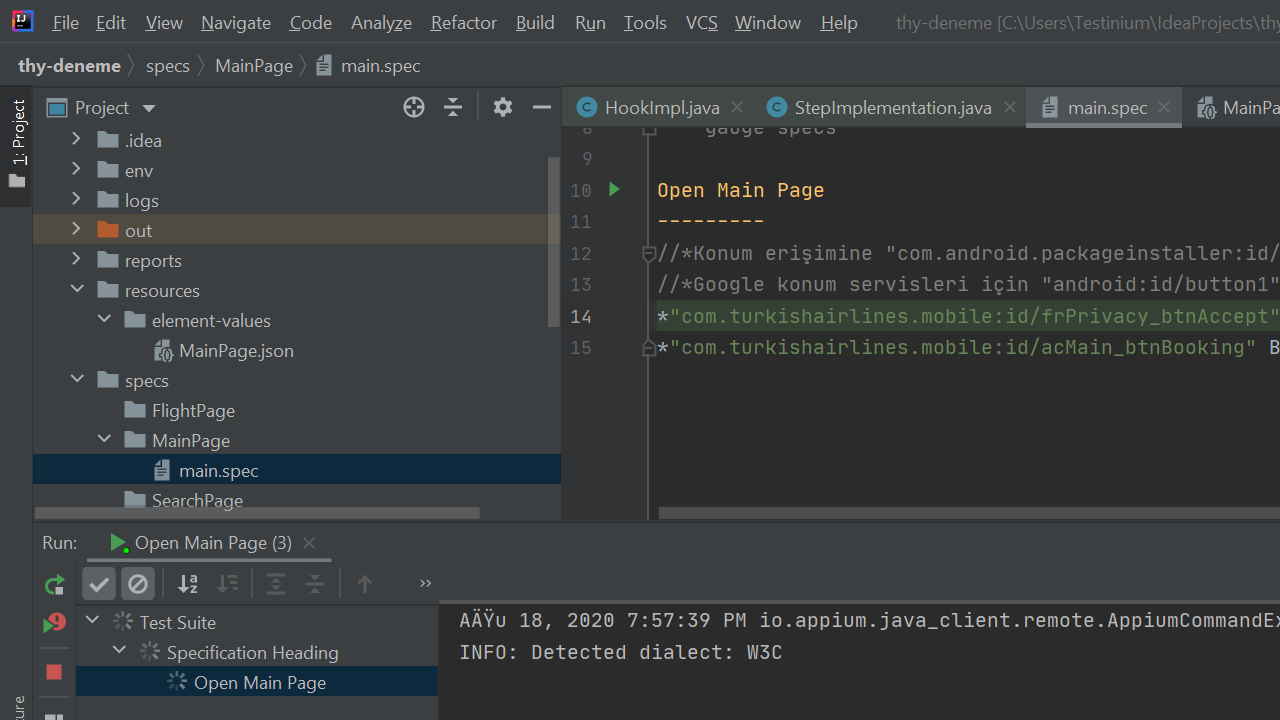 File Edit View Navigate Code Analyze Refactor Build Run Tools VCS Window Help thy-deneme [C:\Users\Testinium\IdeaProjects\thy
thy-deneme specs MainPage main.spec
1: Project
Project
.idea
env
logs
out
reports
resources
element-values
MainPage.json
specs
FlightPage
MainPage
main.spec
SearchPage
HookImpl.java StepImplementation.java main.spec MainPa
8 gauge specs
9
10 Open Main Page
11 ---------
12 //*Konum erişimine "com.android.packageinstaller:id/
13 //*Google konum servisleri için "android:id/button1"
14 *"com.turkishairlines.mobile:id/frPrivacy_btnAccept"
15 *"com.turkishairlines.mobile:id/acMain_btnBooking" B
Run: Open Main Page (3)
Test Suite
Specification Heading
Open Main Page
AÄŸu 18, 2020 7:57:39 PM io.appium.java_client.remote.AppiumCommandEx
INFO: Detected dialect: W3C
ture